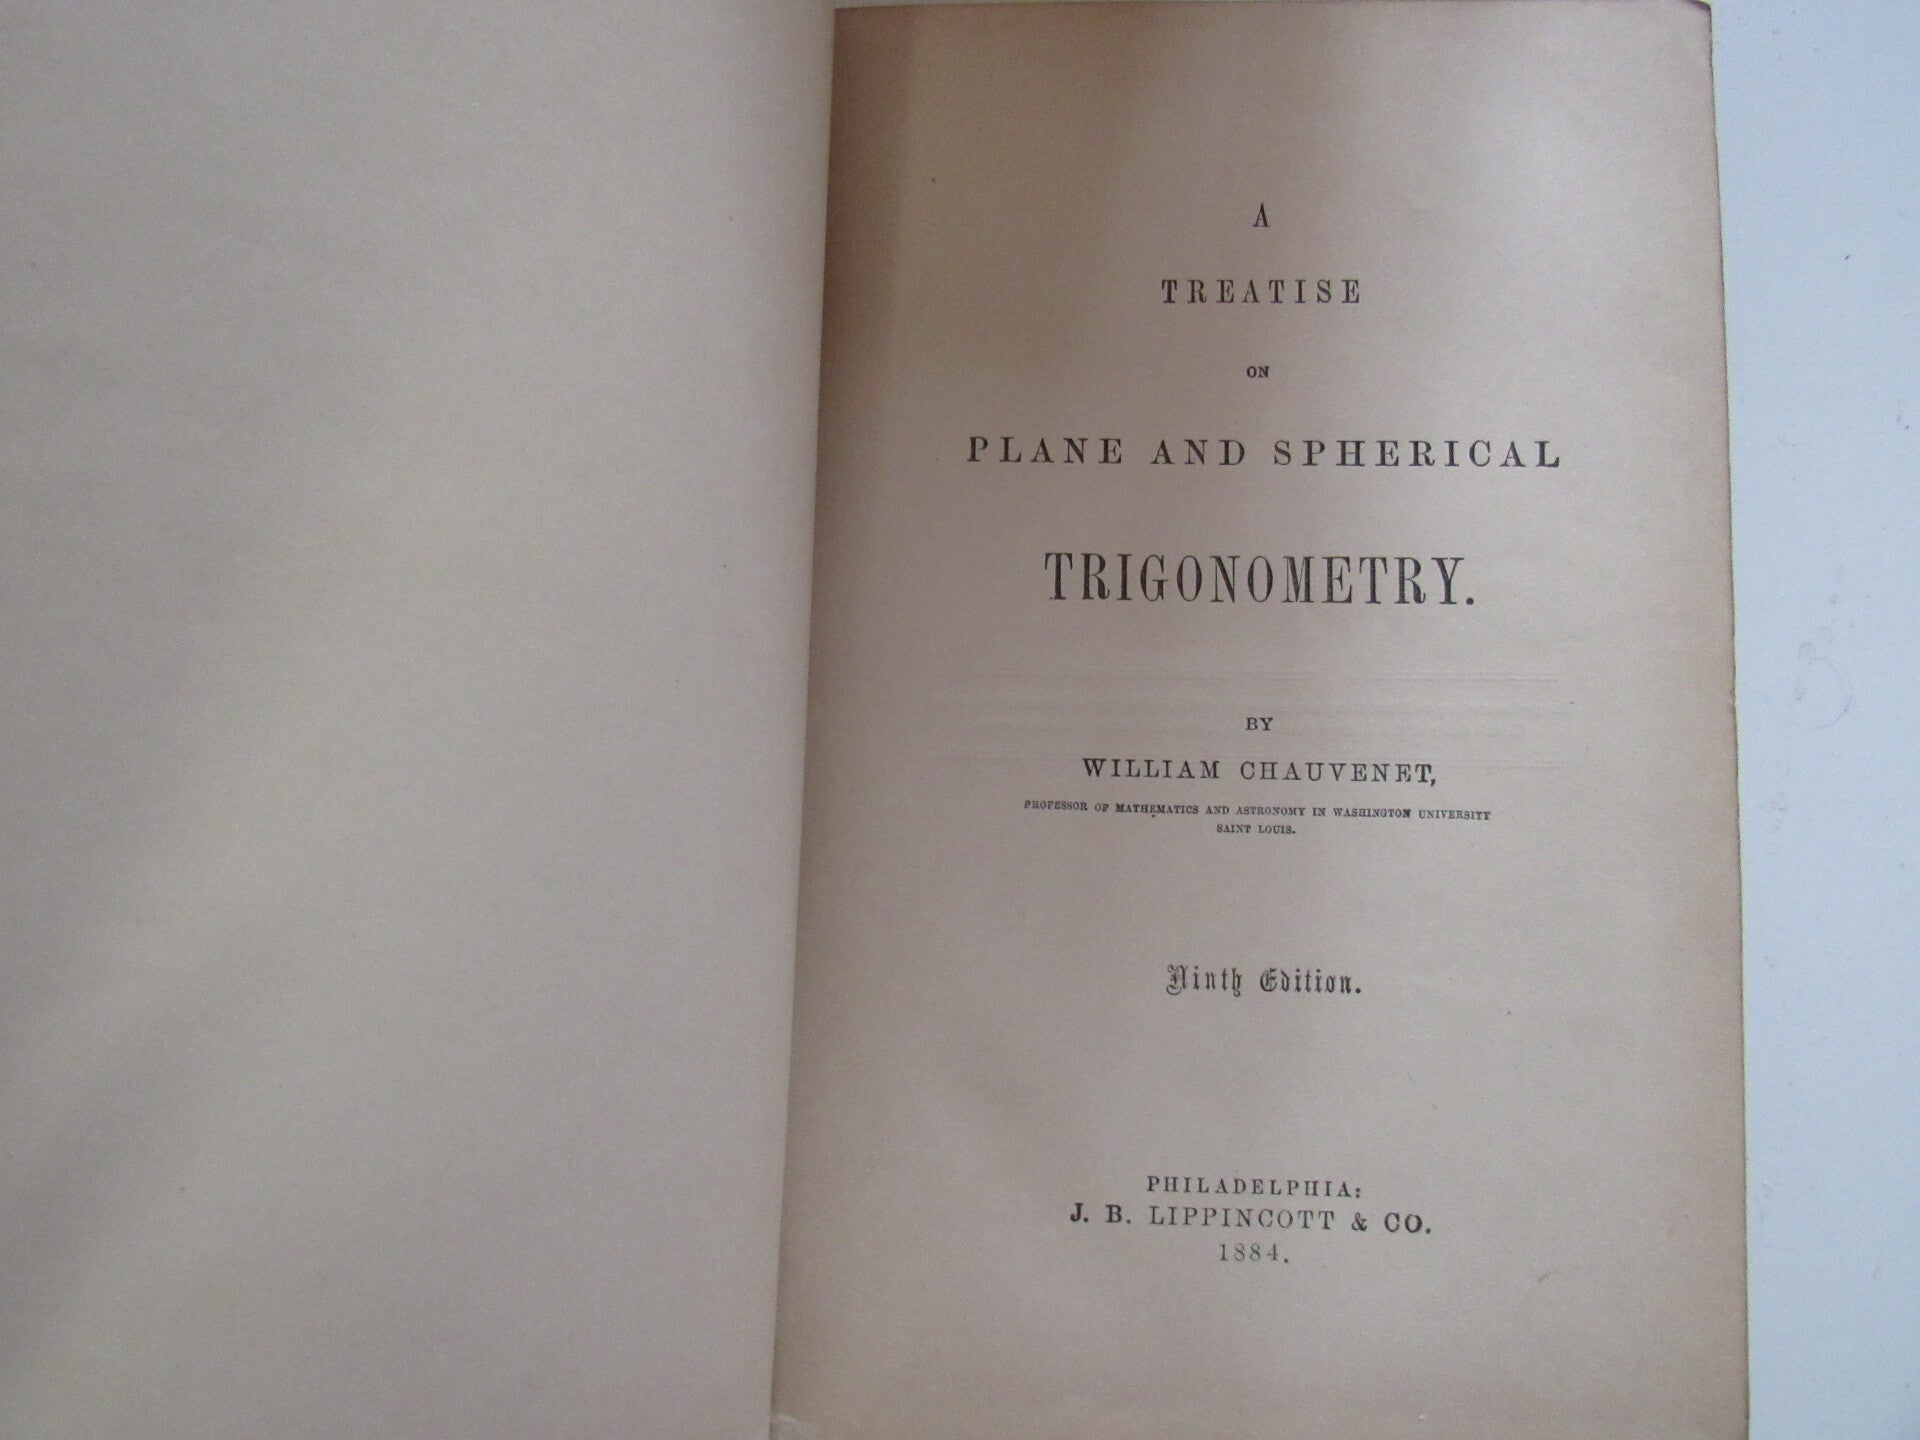 A
TREATISE
ON
PLANE AND SPHERICAL
TRIGONOMETRY.
BY
WILLIAM CHAUVENET,
PROFESSOR OF MATHEMATICS AND ASTRONOMY IN WASHINGTON UNIVERSITY
SAINT LOUIS.
Ninth Edition.
PHILADELPHIA:
J. B. LIPPINCOTT & CO.
1884.